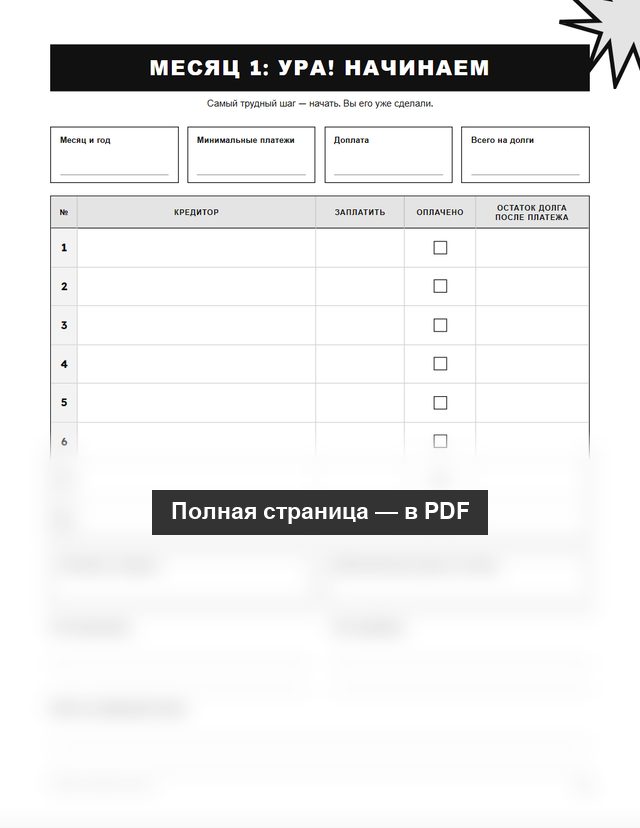 МЕСЯЦ 1: УРА! НАЧИНАЕМ
Самый трудный шаг — начать. Вы его уже сделали.
Месяц и год
Минимальные платежи
Доплата
Всего на долги
№
КРЕДИТОР
ЗАПЛАТИТЬ
ОПЛАЧЕНО
ОСТАТОК ДОЛГА
ПОСЛЕ ПЛАТЕЖА
1
2
3
4
5
6
Полная страница — в PDF